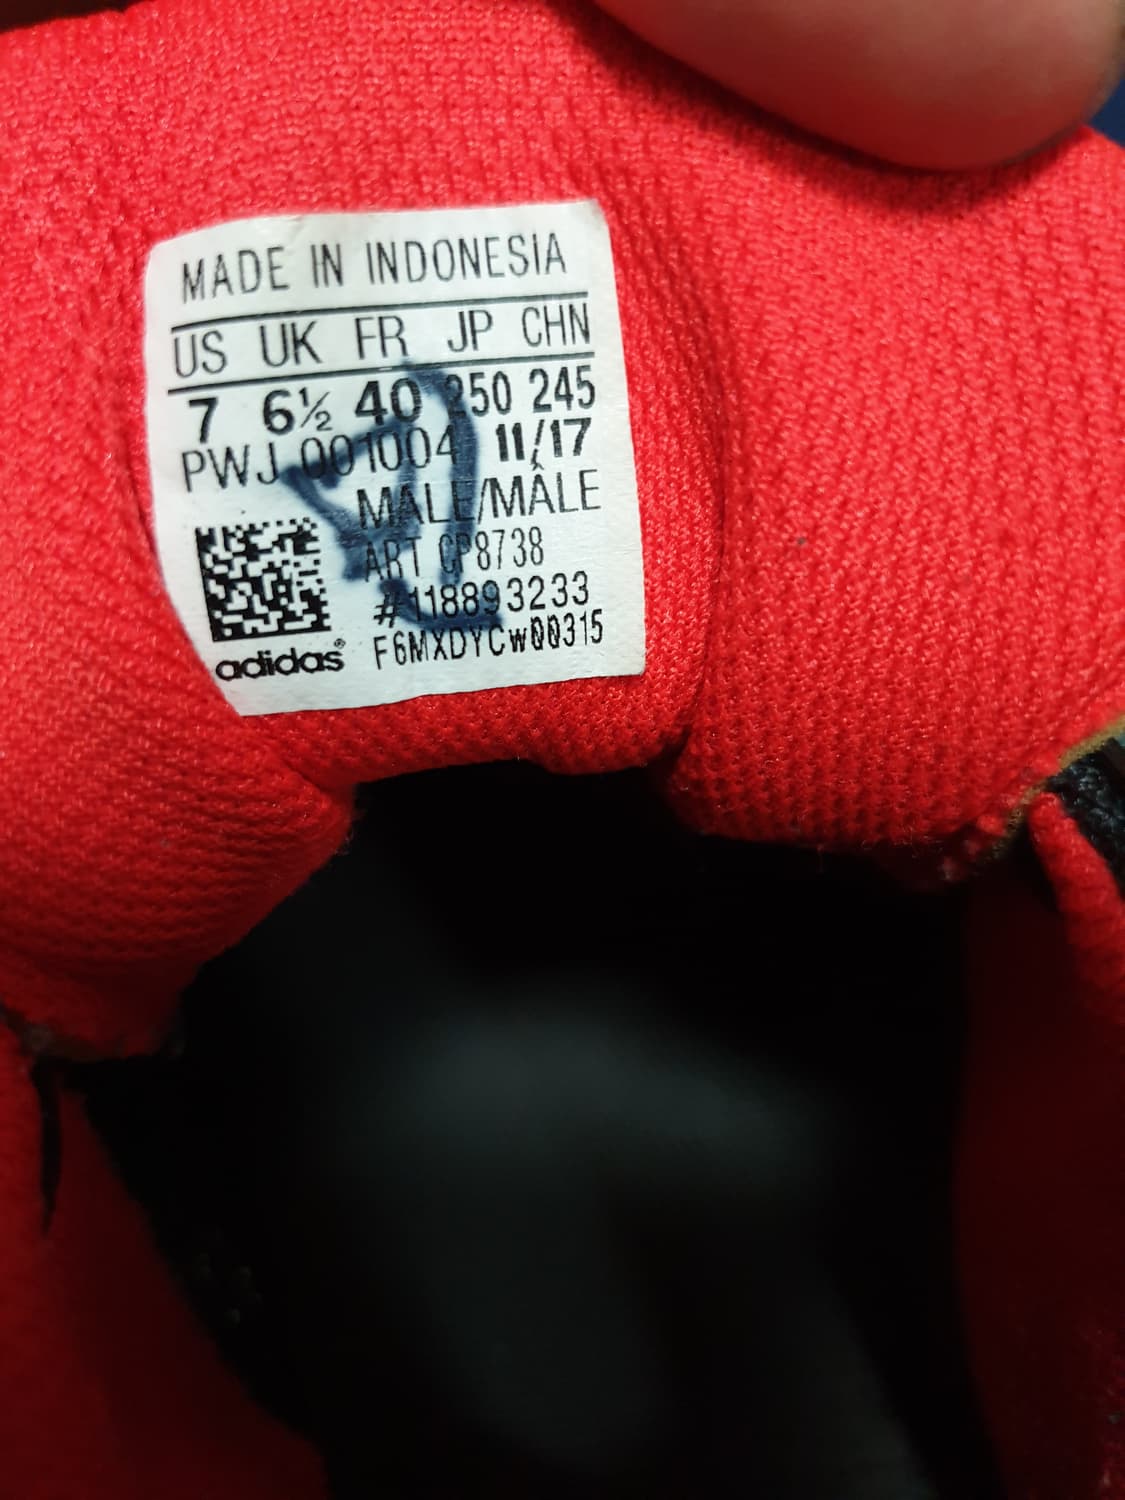 MADE IN INDONESIA
US UK FR JP CHN
7 6½ 40 250 245
PWJ 001004 11/17
MALE/MÂLE
ART CP8738
#118893233
F6MXDYCW00315
adidas®